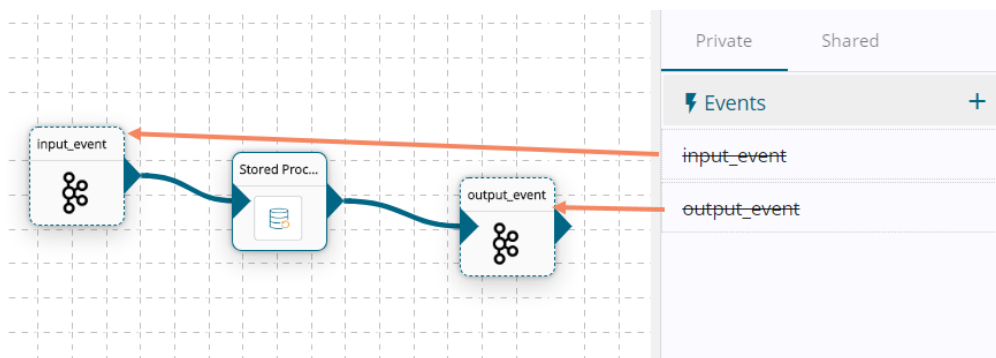 Private
Shared
Events
+
input_event
output_event
input_event
Stored Proc...
output_event